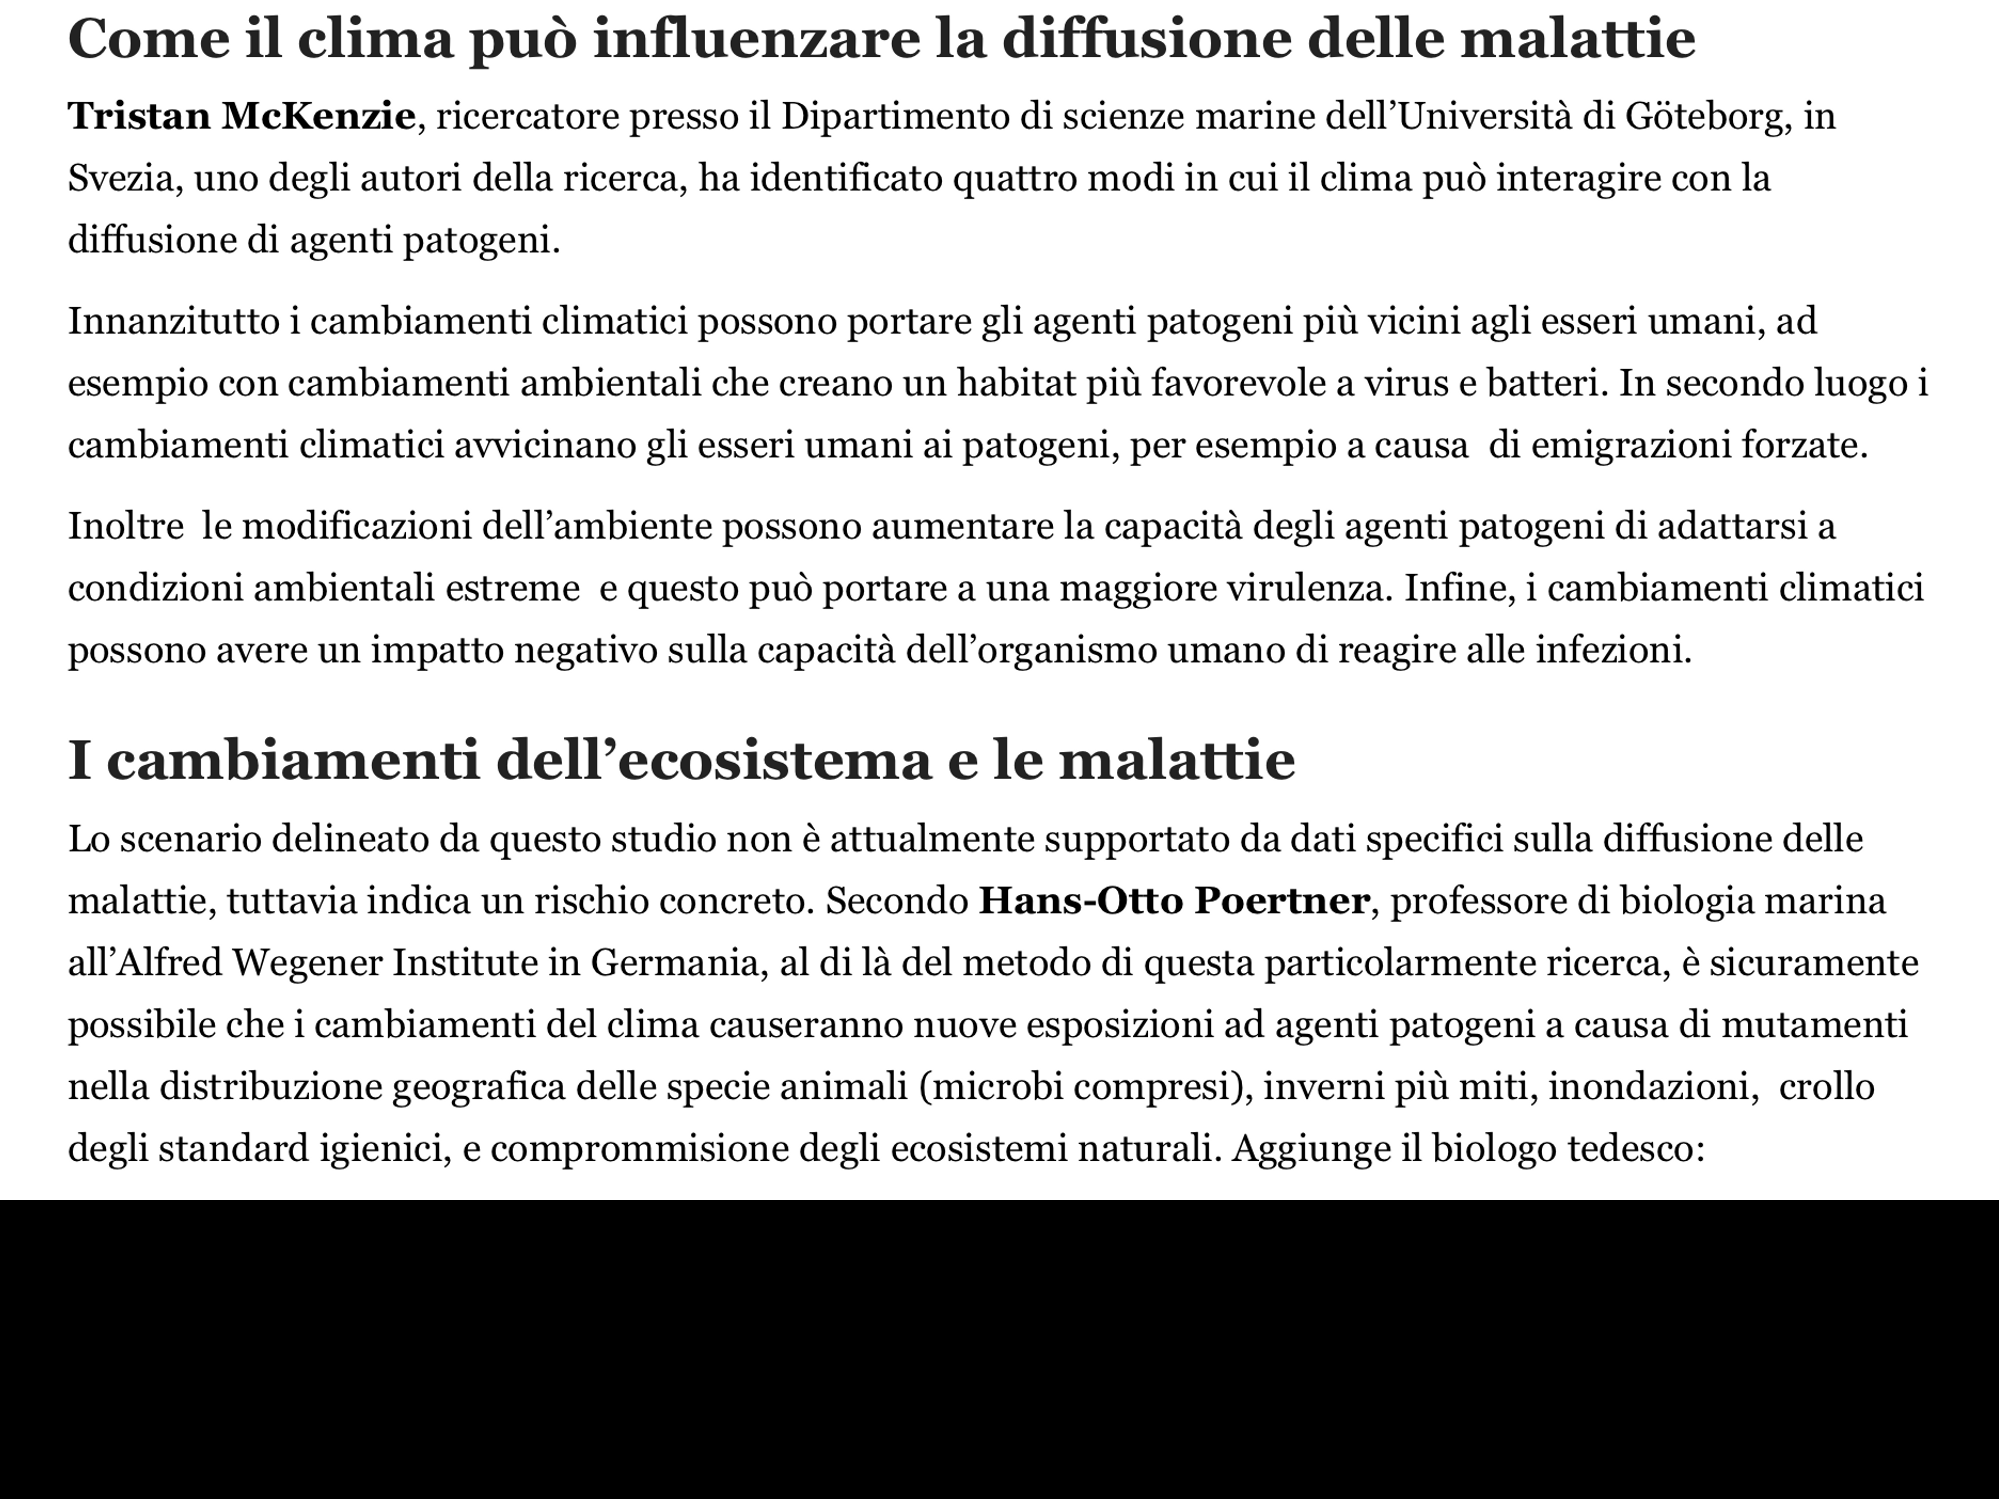 Come il clima può influenzare la diffusione delle malattie
Tristan McKenzie, ricercatore presso il Dipartimento di scienze marine dell’Università di Göteborg, in
Svezia, uno degli autori della ricerca, ha identificato quattro modi in cui il clima può interagire con la
diffusione di agenti patogeni.
Innanzitutto i cambiamenti climatici possono portare gli agenti patogeni più vicini agli esseri umani, ad
esempio con cambiamenti ambientali che creano un habitat più favorevole a virus e batteri. In secondo luogo i
cambiamenti climatici avvicinano gli esseri umani ai patogeni, per esempio a causa  di emigrazioni forzate.
Inoltre  le modificazioni dell’ambiente possono aumentare la capacità degli agenti patogeni di adattarsi a
condizioni ambientali estreme  e questo può portare a una maggiore virulenza. Infine, i cambiamenti climatici
possono avere un impatto negativo sulla capacità dell’organismo umano di reagire alle infezioni.
I cambiamenti dell’ecosistema e le malattie
Lo scenario delineato da questo studio non è attualmente supportato da dati specifici sulla diffusione delle
malattie, tuttavia indica un rischio concreto. Secondo Hans-Otto Poertner, professore di biologia marina
all’Alfred Wegener Institute in Germania, al di là del metodo di questa particolarmente ricerca, è sicuramente
possibile che i cambiamenti del clima causeranno nuove esposizioni ad agenti patogeni a causa di mutamenti
nella distribuzione geografica delle specie animali (microbi compresi), inverni più miti, inondazioni,  crollo
degli standard igienici, e comprommisione degli ecosistemi naturali. Aggiunge il biologo tedesco: